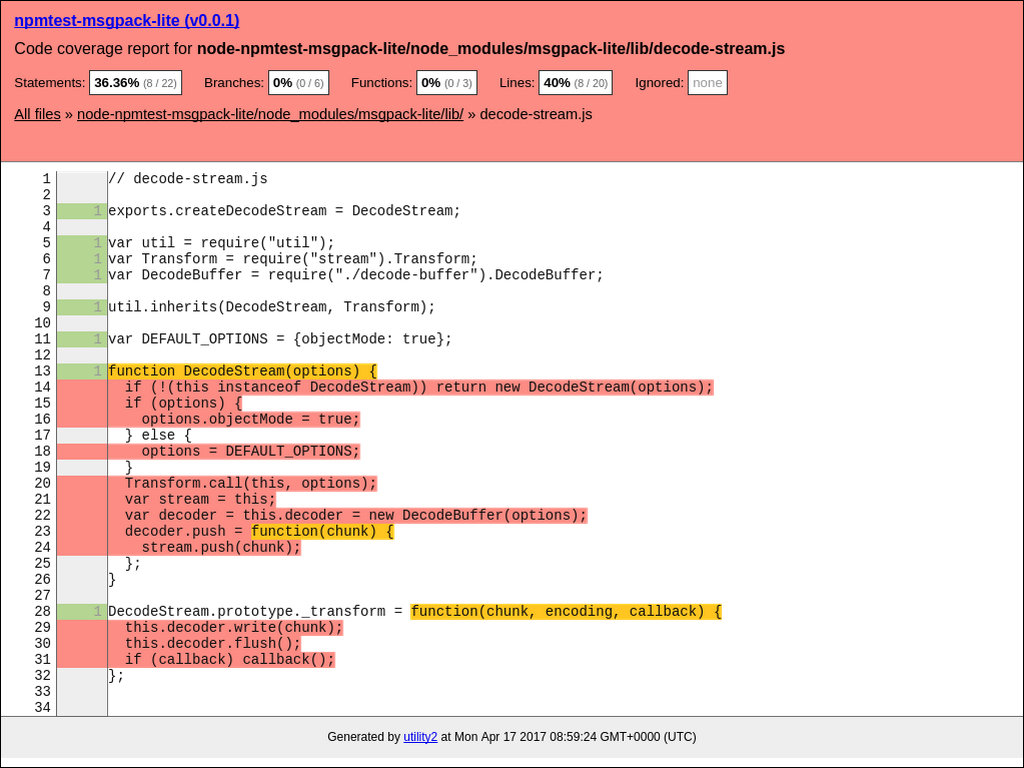 npmtest-msgpack-lite (v0.0.1)
Code coverage report for node-npmtest-msgpack-lite/node_modules/msgpack-lite/lib/decode-stream.js
Statements: 36.36% (8 / 22) Branches: 0% (0 / 6) Functions: 0% (0 / 3) Lines: 40% (8 / 20) Ignored: none
All files » node-npmtest-msgpack-lite/node_modules/msgpack-lite/lib/ » decode-stream.js
1 // decode-stream.js
2
3 1 exports.createDecodeStream = DecodeStream;
4
5 1 var util = require("util");
6 1 var Transform = require("stream").Transform;
7 1 var DecodeBuffer = require("./decode-buffer").DecodeBuffer;
8
9 1 util.inherits(DecodeStream, Transform);
10
11 1 var DEFAULT_OPTIONS = {objectMode: true};
12
13 1 function DecodeStream(options) {
14   if (!(this instanceof DecodeStream)) return new DecodeStream(options);
15   if (options) {
16     options.objectMode = true;
17   } else {
18     options = DEFAULT_OPTIONS;
19   }
20   Transform.call(this, options);
21   var stream = this;
22   var decoder = this.decoder = new DecodeBuffer(options);
23   decoder.push = function(chunk) {
24     stream.push(chunk);
25   };
26 }
27
28 1 DecodeStream.prototype._transform = function(chunk, encoding, callback) {
29   this.decoder.write(chunk);
30   this.decoder.flush();
31   if (callback) callback();
32 };
33
34
Generated by utility2 at Mon Apr 17 2017 08:59:24 GMT+0000 (UTC)